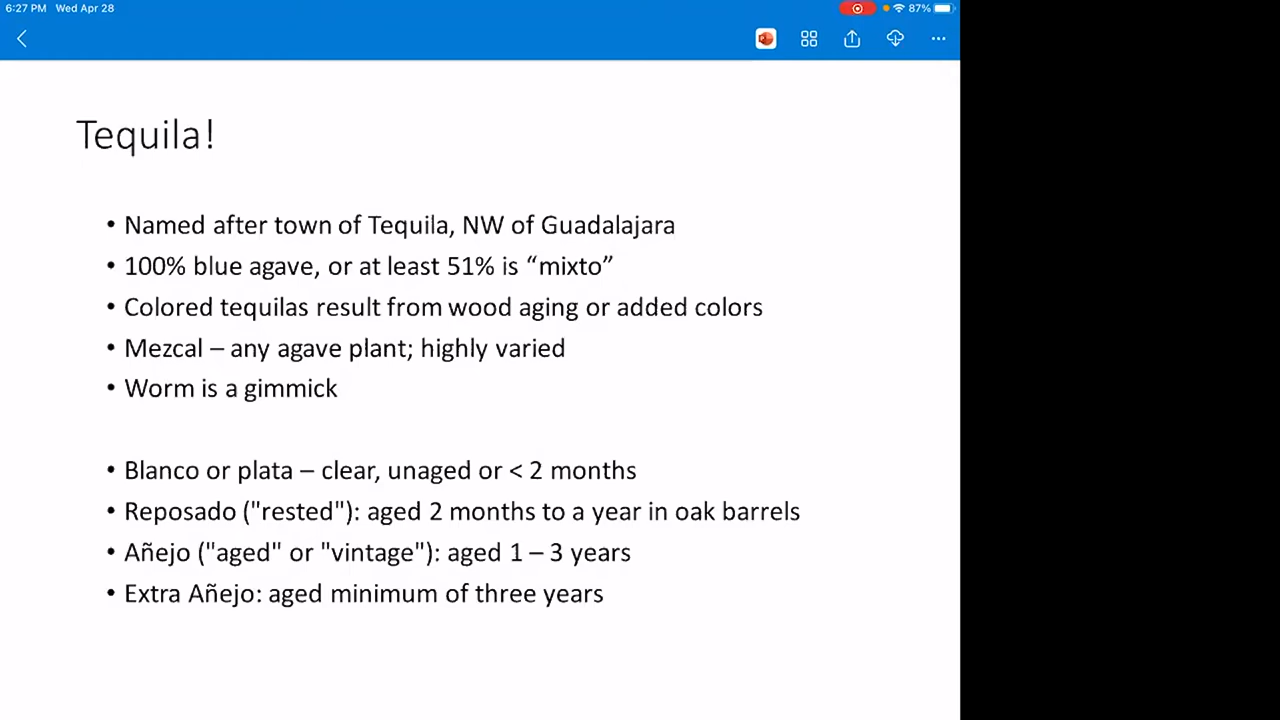 6:27 PM Wed Apr 28 87%
Tequila!
• Named after town of Tequila, NW of Guadalajara
• 100% blue agave, or at least 51% is “mixto”
• Colored tequilas result from wood aging or added colors
• Mezcal – any agave plant; highly varied
• Worm is a gimmick
• Blanco or plata – clear, unaged or < 2 months
• Reposado ("rested"): aged 2 months to a year in oak barrels
• Añejo ("aged" or "vintage"): aged 1 – 3 years
• Extra Añejo: aged minimum of three years